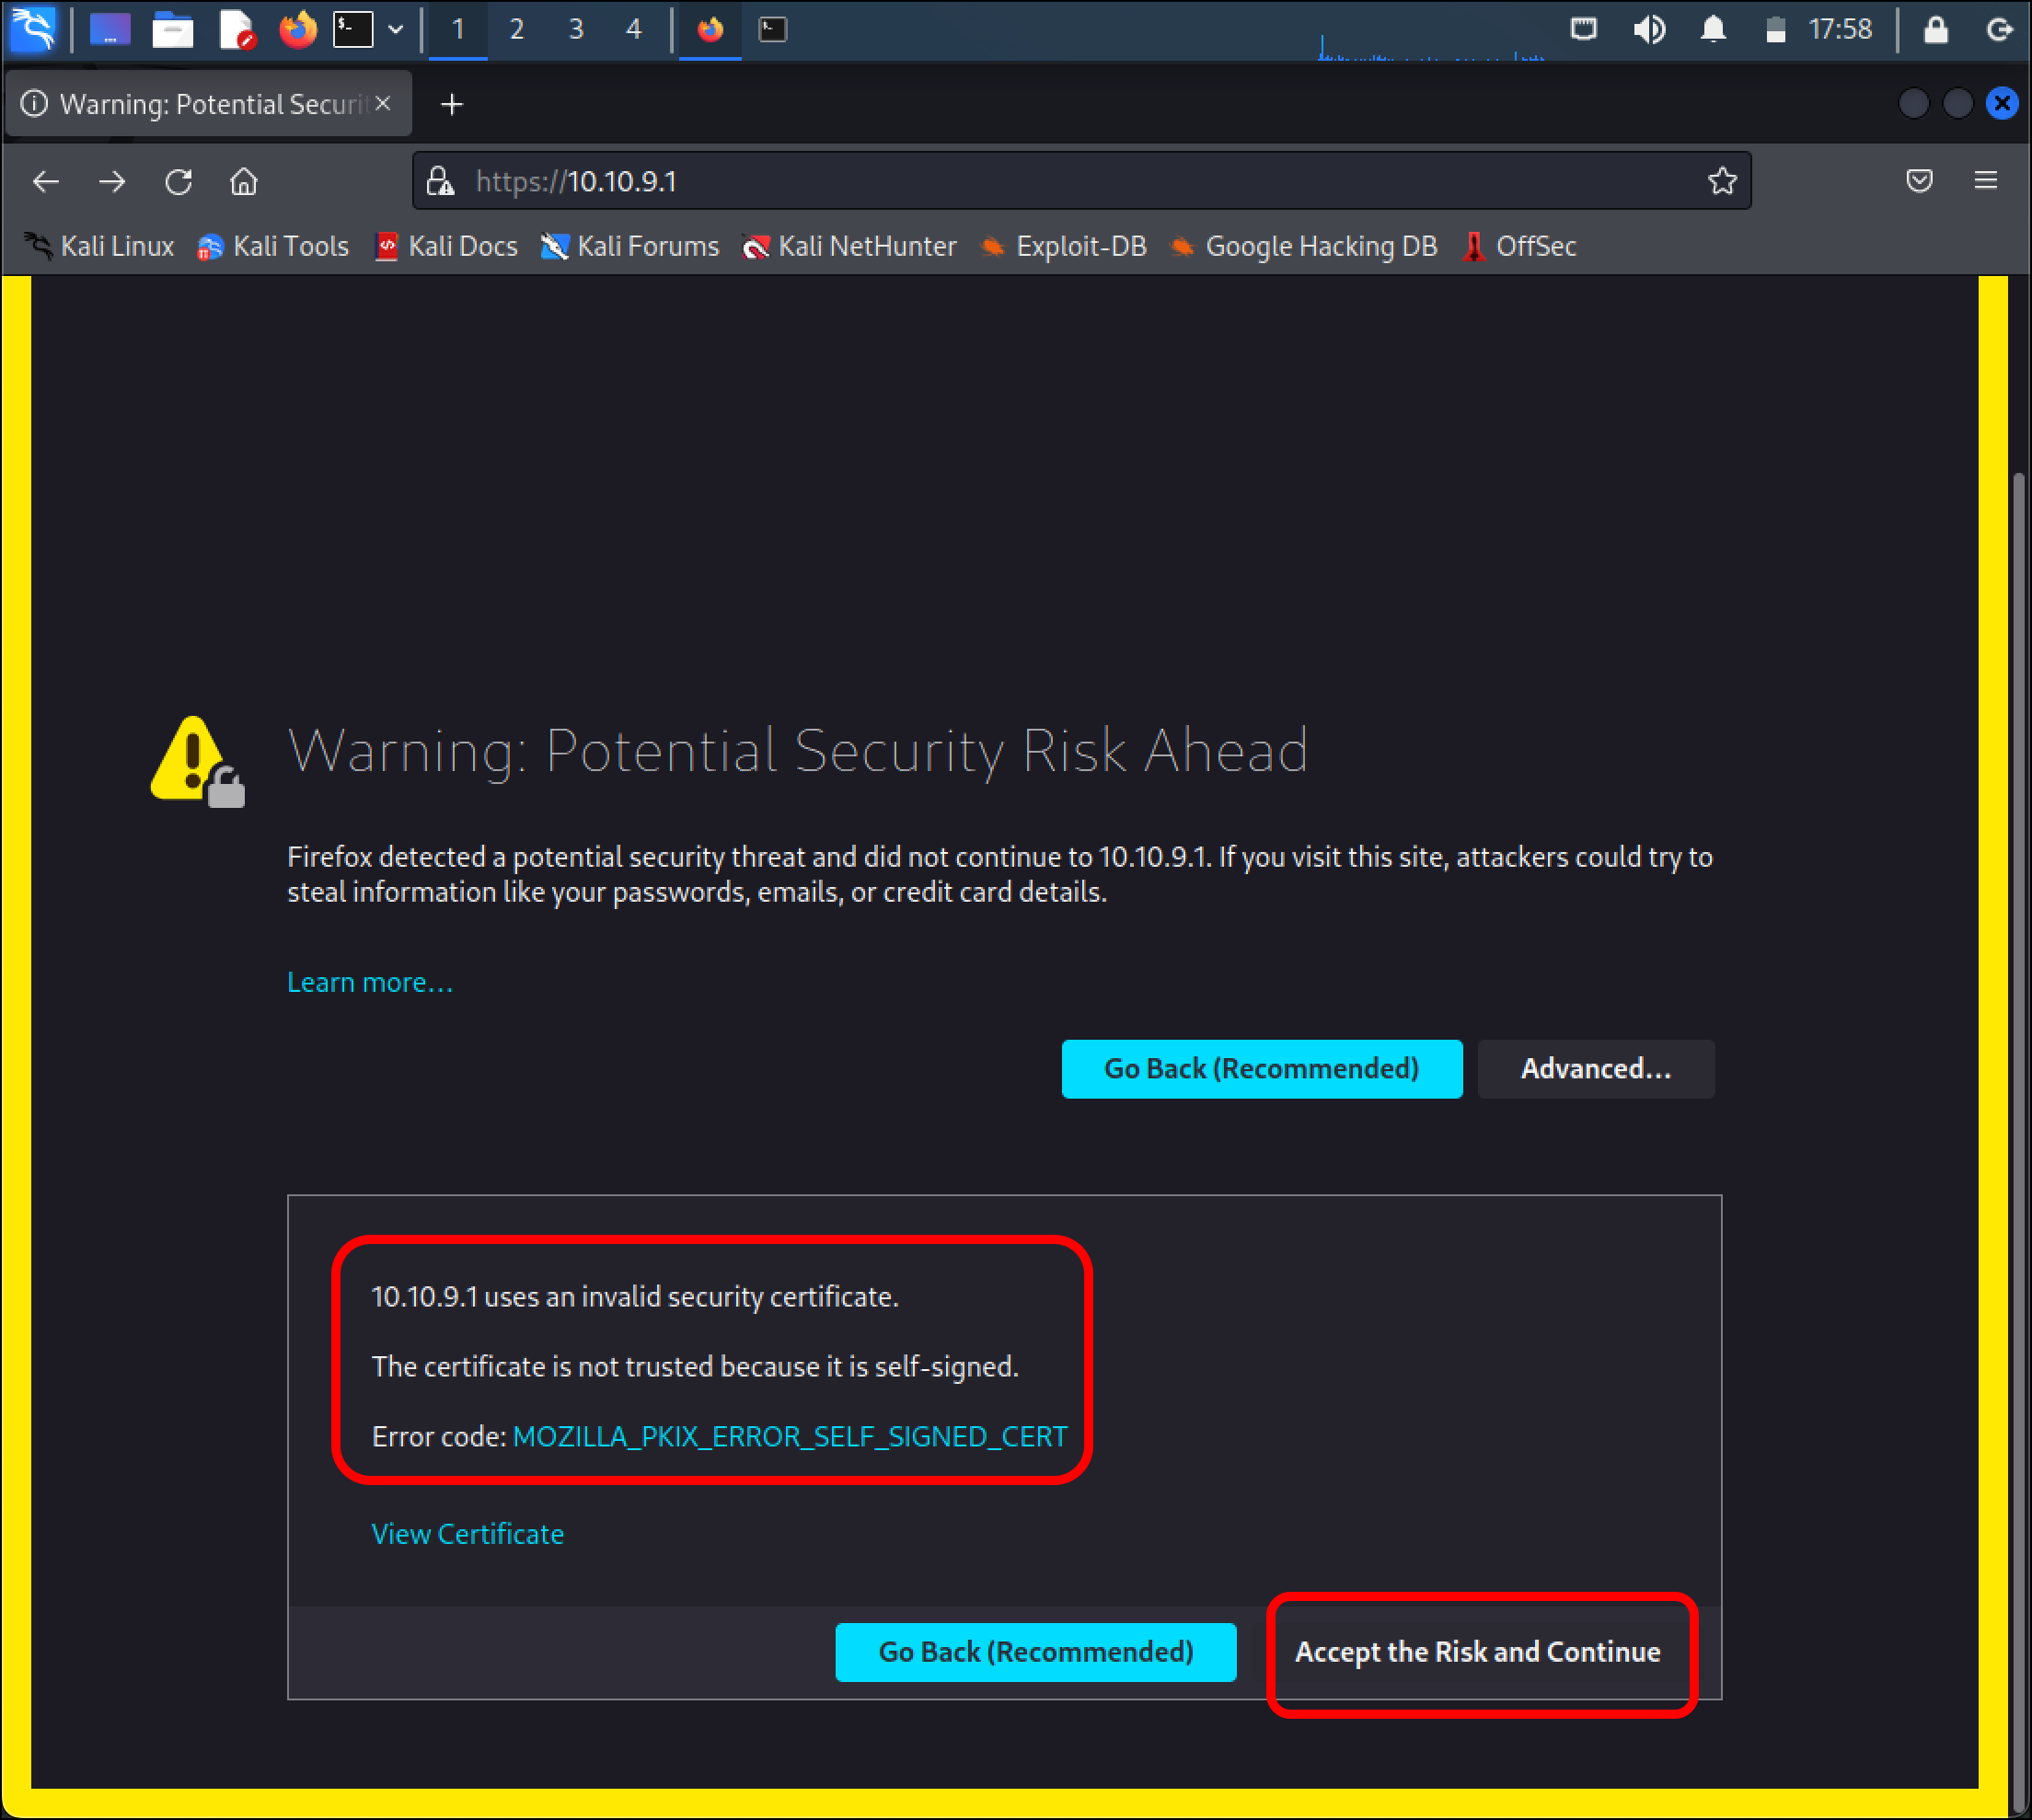 1 2 3 4 17:58
Warning: Potential Securit
https://10.10.9.1
Kali Linux Kali Tools Kali Docs Kali Forums Kali NetHunter Exploit-DB Google Hacking DB OffSec
Warning: Potential Security Risk Ahead
Firefox detected a potential security threat and did not continue to 10.10.9.1. If you visit this site, attackers could try to
steal information like your passwords, emails, or credit card details.
Learn more…
Go Back (Recommended) Advanced…
10.10.9.1 uses an invalid security certificate.
The certificate is not trusted because it is self-signed.
Error code: MOZILLA_PKIX_ERROR_SELF_SIGNED_CERT
View Certificate
Go Back (Recommended) Accept the Risk and Continue